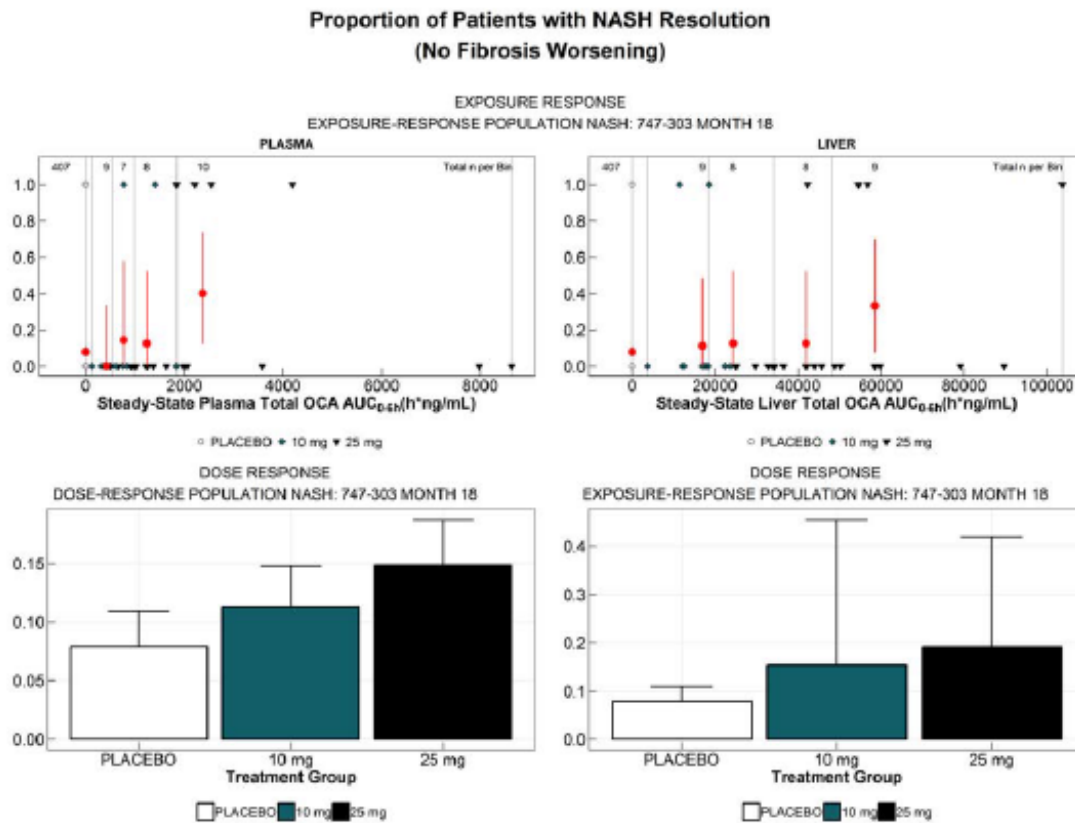 Proportion of Patients with NASH Resolution
(No Fibrosis Worsening)
EXPOSURE RESPONSE
EXPOSURE-RESPONSE POPULATION NASH: 747-303 MONTH 18
PLASMA
LIVER
407 9 7 8 10 Total n per Bin
407 9 8 8 9 Total n per Bin
1.0
0.8
0.6
0.4
0.2
0.0
1.0
0.8
0.6
0.4
0.2
0.0
0 2000 4000 6000 8000
0 20000 40000 60000 80000 100000
Steady-State Plasma Total OCA AUC0-6h(h*ng/mL)
Steady-State Liver Total OCA AUC0-6h(h*ng/mL)
PLACEBO 10 mg 25 mg
PLACEBO 10 mg 25 mg
DOSE RESPONSE
DOSE-RESPONSE POPULATION NASH: 747-303 MONTH 18
DOSE RESPONSE
EXPOSURE-RESPONSE POPULATION NASH: 747-303 MONTH 18
0.15
0.10
0.05
0.00
0.4
0.3
0.2
0.1
0.0
PLACEBO 10 mg 25 mg
Treatment Group
PLACEBO 10 mg 25 mg
Treatment Group
PLACEBO 10 mg 25 mg
PLACEBO 10 mg 25 mg